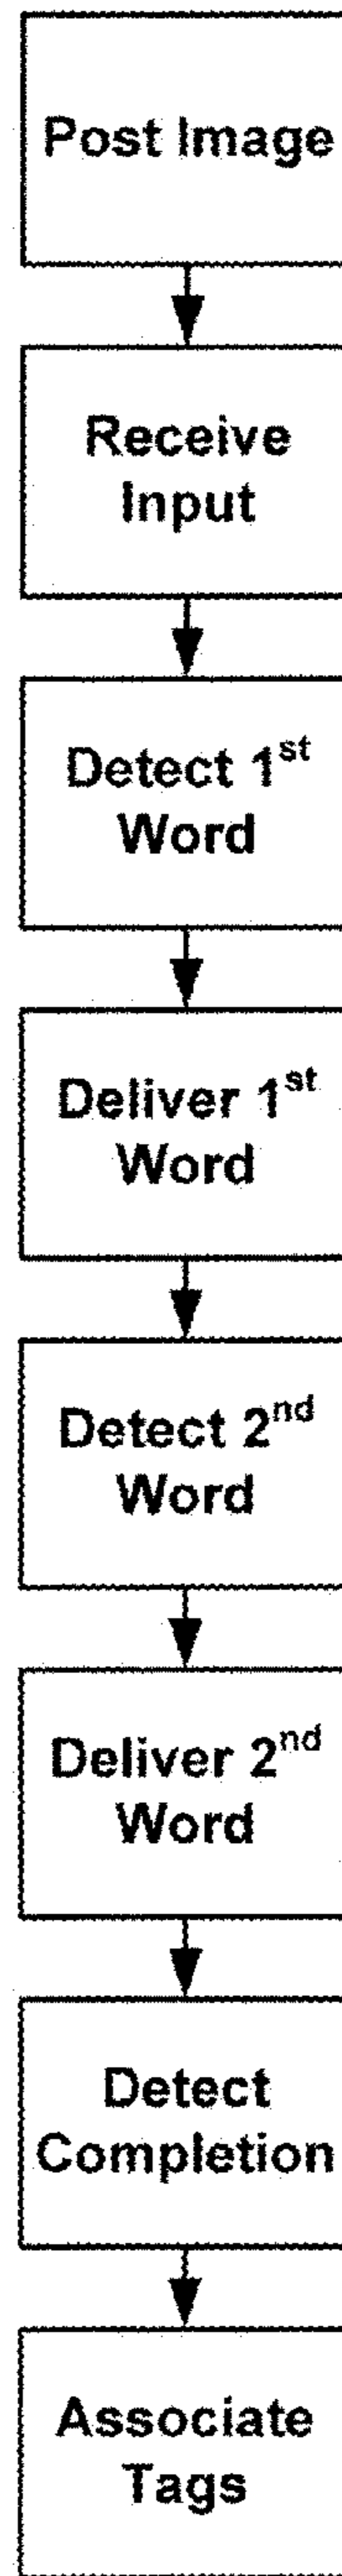 Post Image
Receive
Input
Detect 1st
Word
Deliver 1st
Word
Detect 2nd
Word
Deliver 2nd
Word
Detect
Completion
Associate
Tags